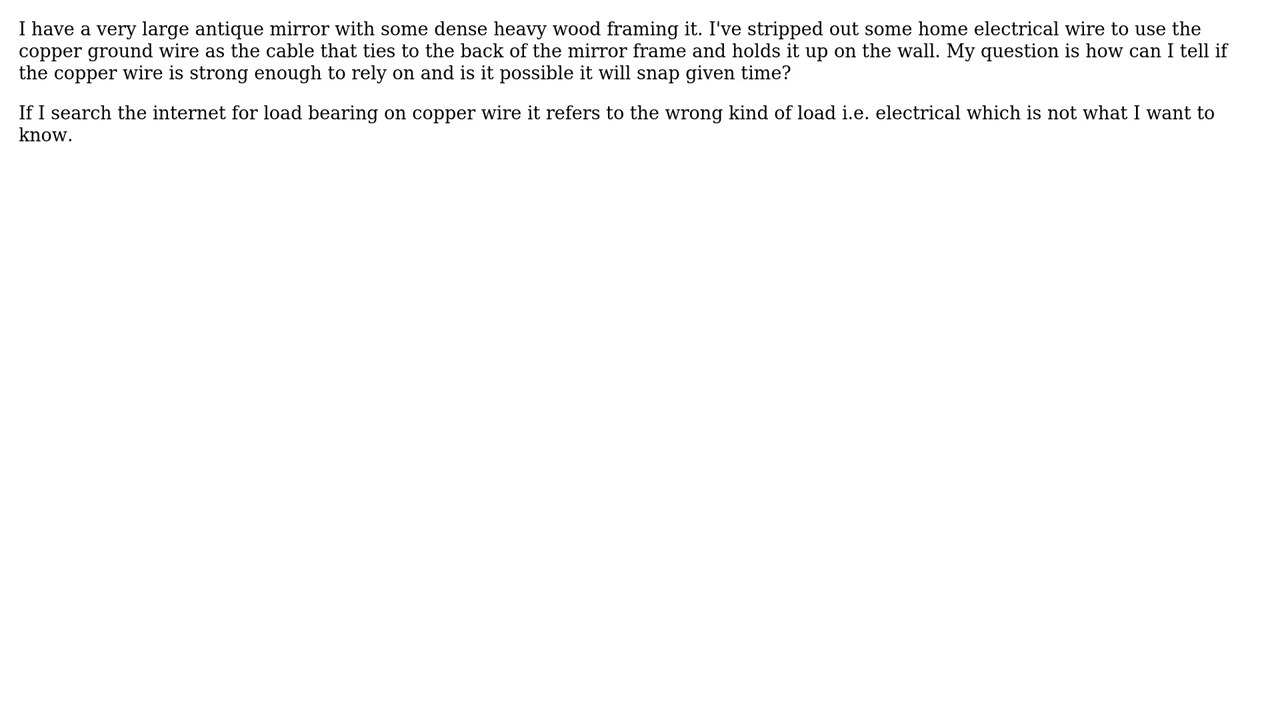 I have a very large antique mirror with some dense heavy wood framing it. I've stripped out some home electrical wire to use the
copper ground wire as the cable that ties to the back of the mirror frame and holds it up on the wall. My question is how can I tell if
the copper wire is strong enough to rely on and is it possible it will snap given time?
If I search the internet for load bearing on copper wire it refers to the wrong kind of load i.e. electrical which is not what I want to
know.